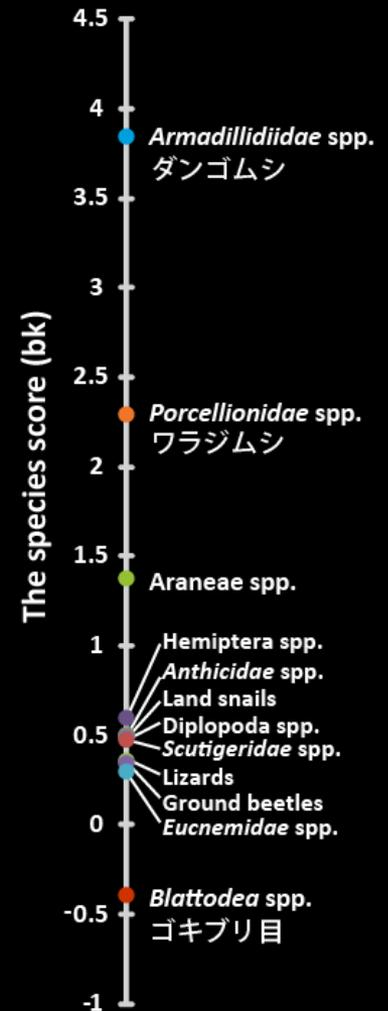 4.5
4
Armadillidiidae spp.
ダンゴムシ
3.5
3
2.5
Porcellionidae spp.
ワラジムシ
2
1.5
Araneae spp.
The species score (bk)
1
Hemiptera spp.
Anthicidae spp.
Land snails
Diplopoda spp.
0.5
Scutigeridae spp.
Lizards
Ground beetles
0
Eucnemidae spp.
Blattodea spp.
-0.5
ゴキブリ目
-1